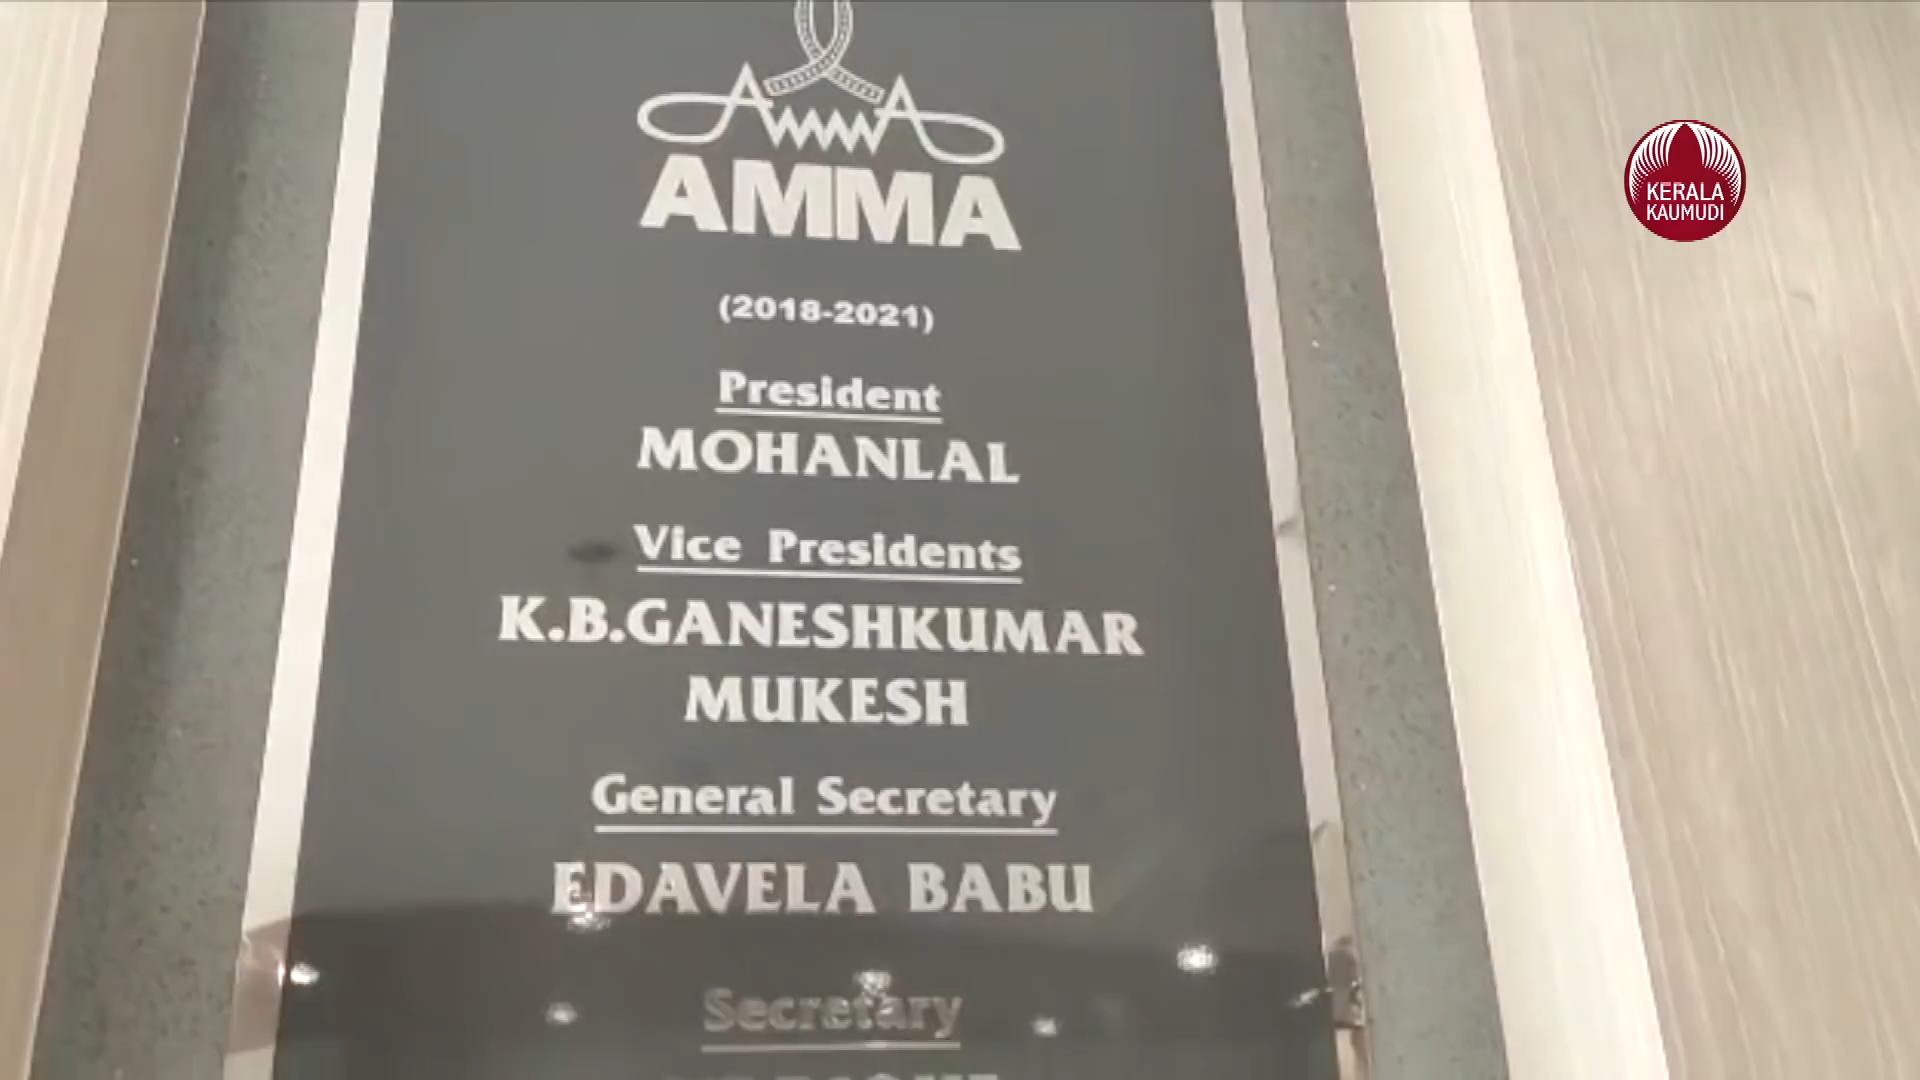 AmmA
AMMA
KERALA
KAUMUDI
(2018-2021)
President
MOHANLAL
Vice Presidents
K.B.GANESHKUMAR
MUKESH
General Secretary
EDAVELA BABU
Secretary